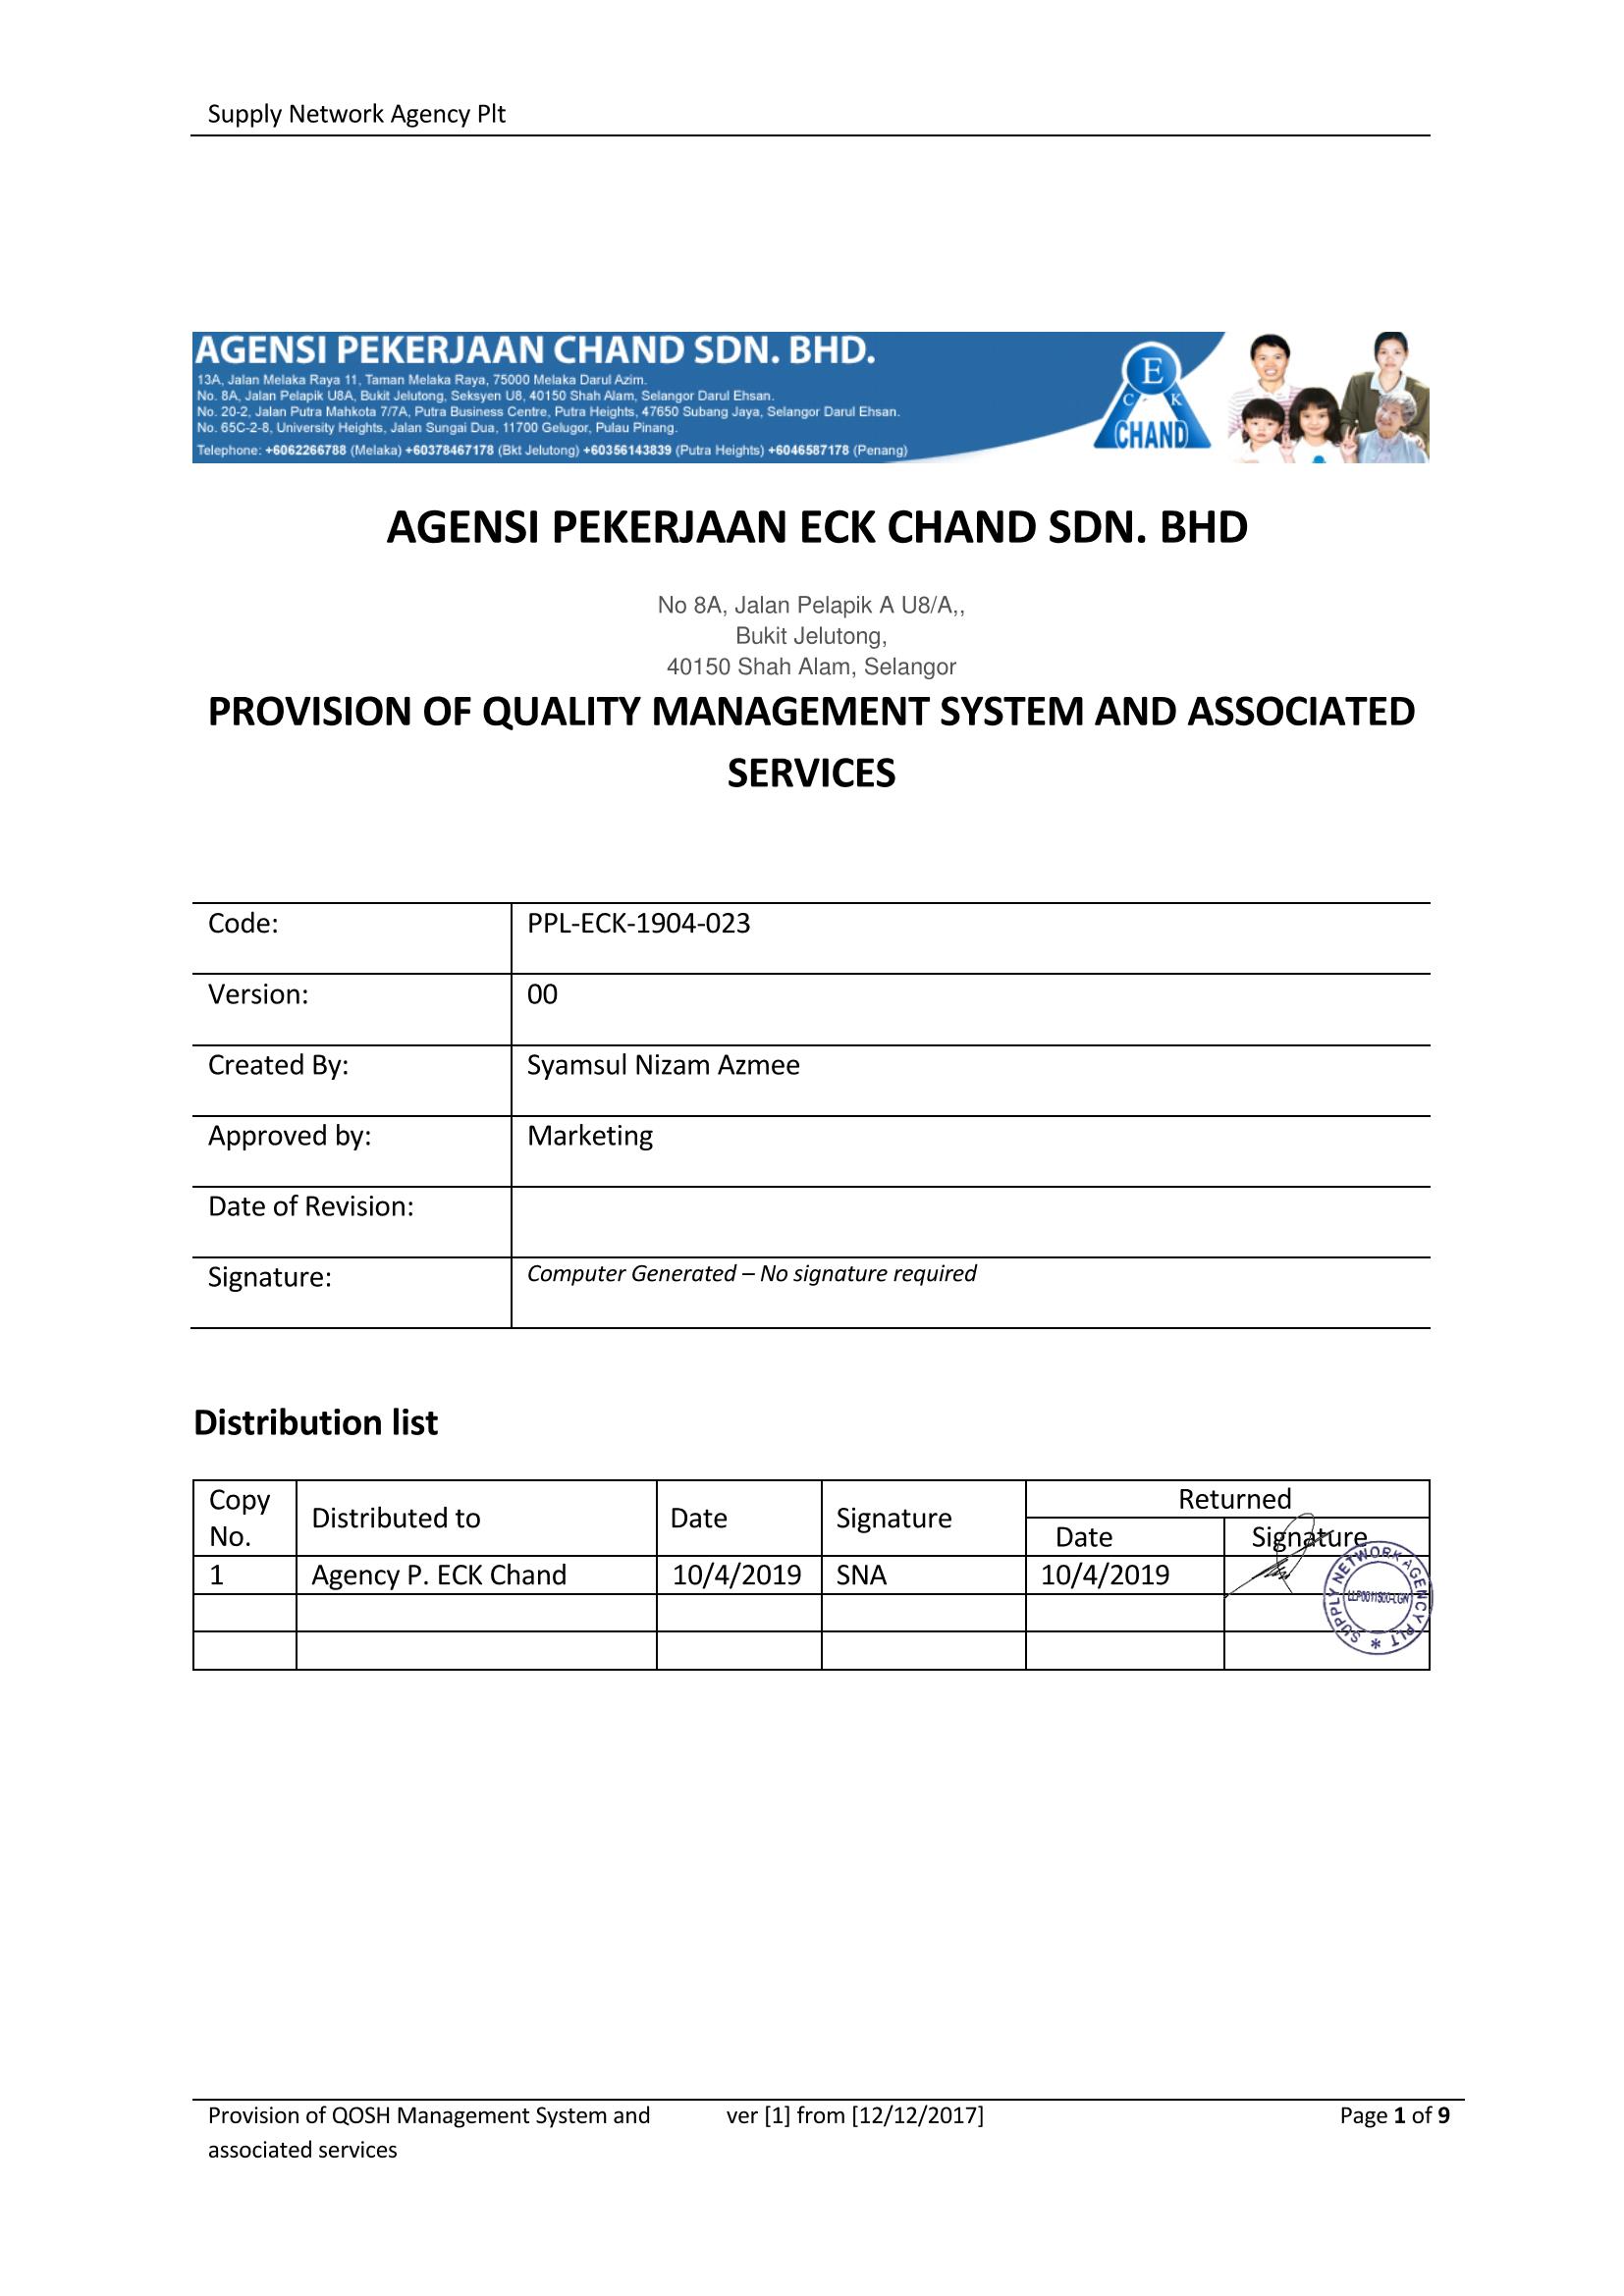 Supply Network Agency Plt
AGENSI PEKERJAAN CHAND SDN. BHD.
13A, Jalan Melaka Raya 11, Taman Melaka Raya, 75000 Melaka Darul Azim.
No. 8A, Jalan Pelapik U8A, Bukit Jelutong, Seksyen U8, 40150 Shah Alam, Selangor Darul Ehsan.
No. 20-2, Jalan Putra Mahkota 7/7A, Putra Business Centre, Putra Heights, 47650 Subang Jaya, Selangor Darul Ehsan.
No. 65C-2-8, University Heights, Jalan Sungai Dua, 11700 Gelugor, Pulau Pinang.
Telephone: +6062266788 (Melaka) +60378467178 (Bkt Jelutong) +60356143839 (Putra Heights) +6046587178 (Penang)
E
C K
CHAND
AGENSI PEKERJAAN ECK CHAND SDN. BHD
No 8A, Jalan Pelapik A U8/A,,
Bukit Jelutong,
40150 Shah Alam, Selangor
PROVISION OF QUALITY MANAGEMENT SYSTEM AND ASSOCIATED
SERVICES
Code: PPL-ECK-1904-023
Version: 00
Created By: Syamsul Nizam Azmee
Approved by: Marketing
Date of Revision:
Signature: Computer Generated – No signature required
Distribution list
Copy No. Distributed to Date Signature Returned
Date Signature
1 Agency P. ECK Chand 10/4/2019 SNA 10/4/2019
SUPPLY NETWORK AGENCY PLT *
Provision of QOSH Management System and ver [1] from [12/12/2017] Page 1 of 9
associated services